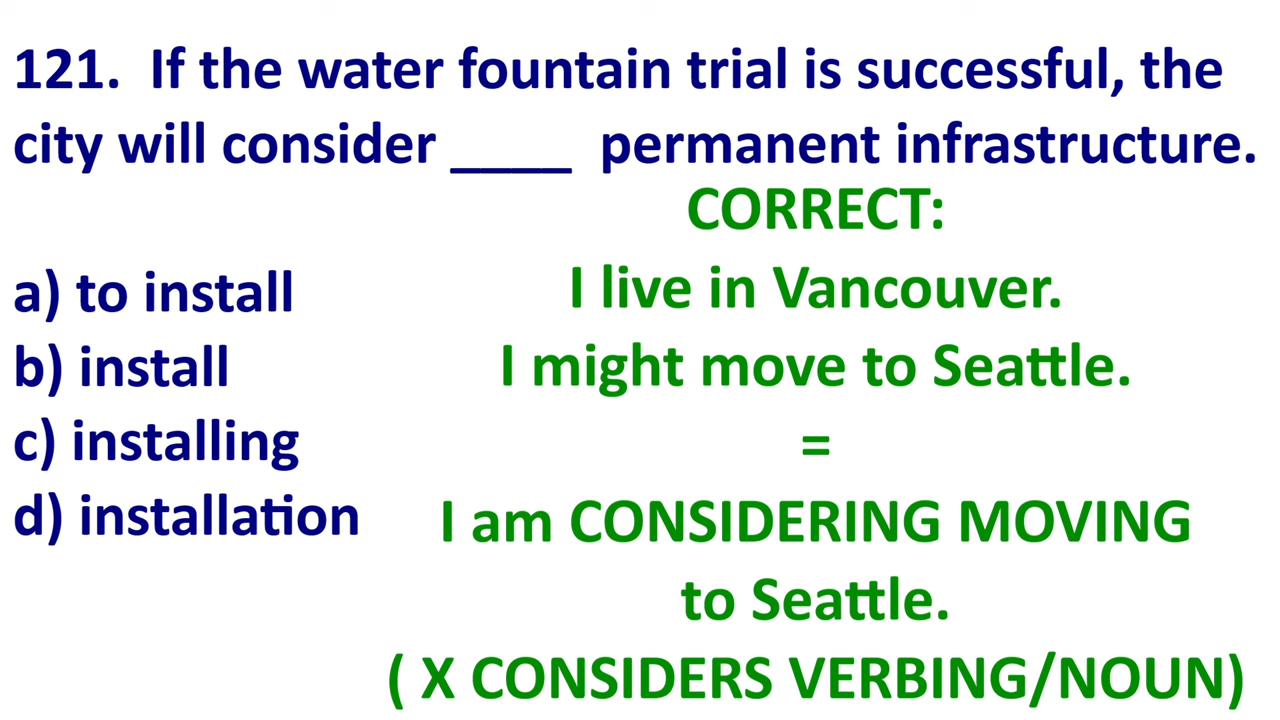 121. If the water fountain trial is successful, the
city will consider ____ permanent infrastructure.
CORRECT:
a) to install
I live in Vancouver.
b) install
I might move to Seattle.
c) installing
=
d) installation
I am CONSIDERING MOVING
to Seattle.
( X CONSIDERS VERBING/NOUN)